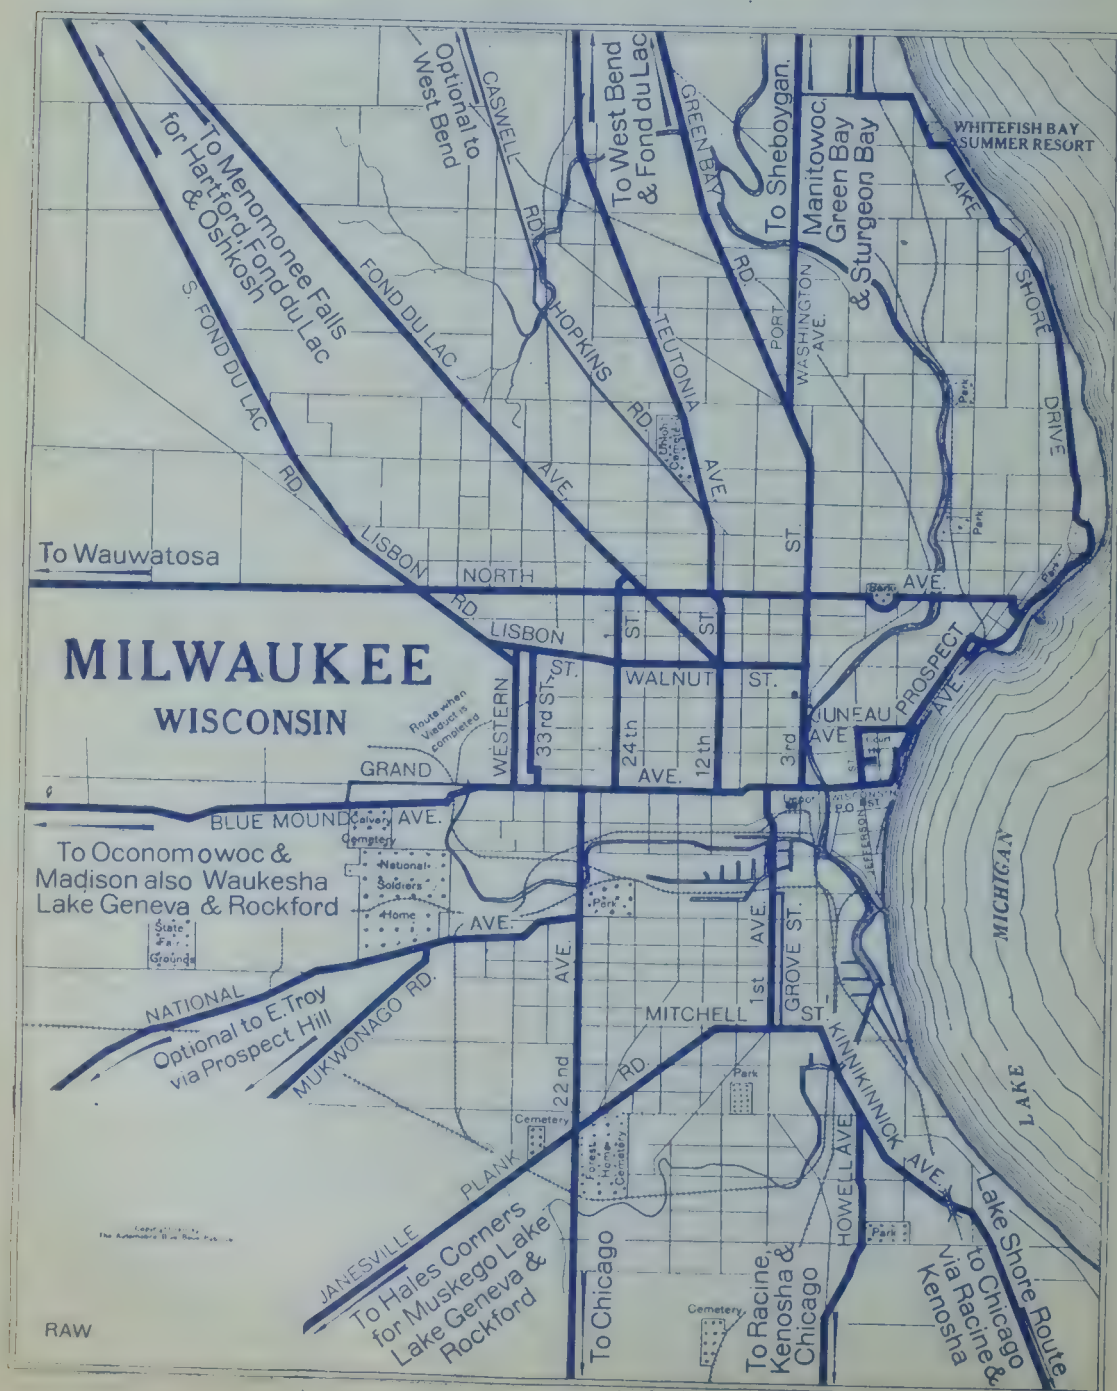 Optional to
West Bend
CASWELL
RD.
To West Bend
& Fond du Lac
GREEN BAY
RD.
To Sheboygan.
Manitowoc,
Green Bay
& Sturgeon Bay
WHITEFISH BAY
SUMMER RESORT
LAKE
SHORE
DRIVE
To Menomonee Falls
for Hartford, Fond du Lac
& Oshkosh
S. FOND DU LAC
RD.
FOND DU LAC
AVE.
HOPKINS
RD.
TEUTONIA
AVE.
PORT
WASHINGTON
AVE.
Park
Park
Park
To Wauwatosa
LISBON
RD.
NORTH
AVE.
LISBON
ST.
ST.
ST.
ST.
WALNUT
ST.
PROSPECT
AVE.
MILWAUKEE
WISCONSIN
Route when
Viaduct is
completed
WESTERN
33rd ST.
24th
12th
3rd
JUNEAU
AVE.
ST.
GRAND
AVE.
BLUE MOUND
AVE.
Calvary
Cemetery
WISCONSIN
P.O.
ST.
JEFFERSON
To Oconomowoc &
Madison also Waukesha
Lake Geneva & Rockford
National
Soldiers
Home
Park
State
Fair
Grounds
AVE.
AVE.
1st AVE.
GROVE ST.
MICHIGAN
LAKE
NATIONAL
Optional to E. Troy
via Prospect Hill
MUKWONAGO RD.
MITCHELL
ST.
KINNIKINNICK
AVE.
22nd
RD.
Park
Cemetery
Forest
Home
Cemetery
PLANK
JANESVILLE
HOWELL AVE.
Park
To Hales Corners
for Muskego Lake
Lake Geneva &
Rockford
To Chicago
Cemetery
To Racine,
Kenosha &
Chicago
Lake Shore Route
to Chicago
via Racine &
Kenosha
RAW